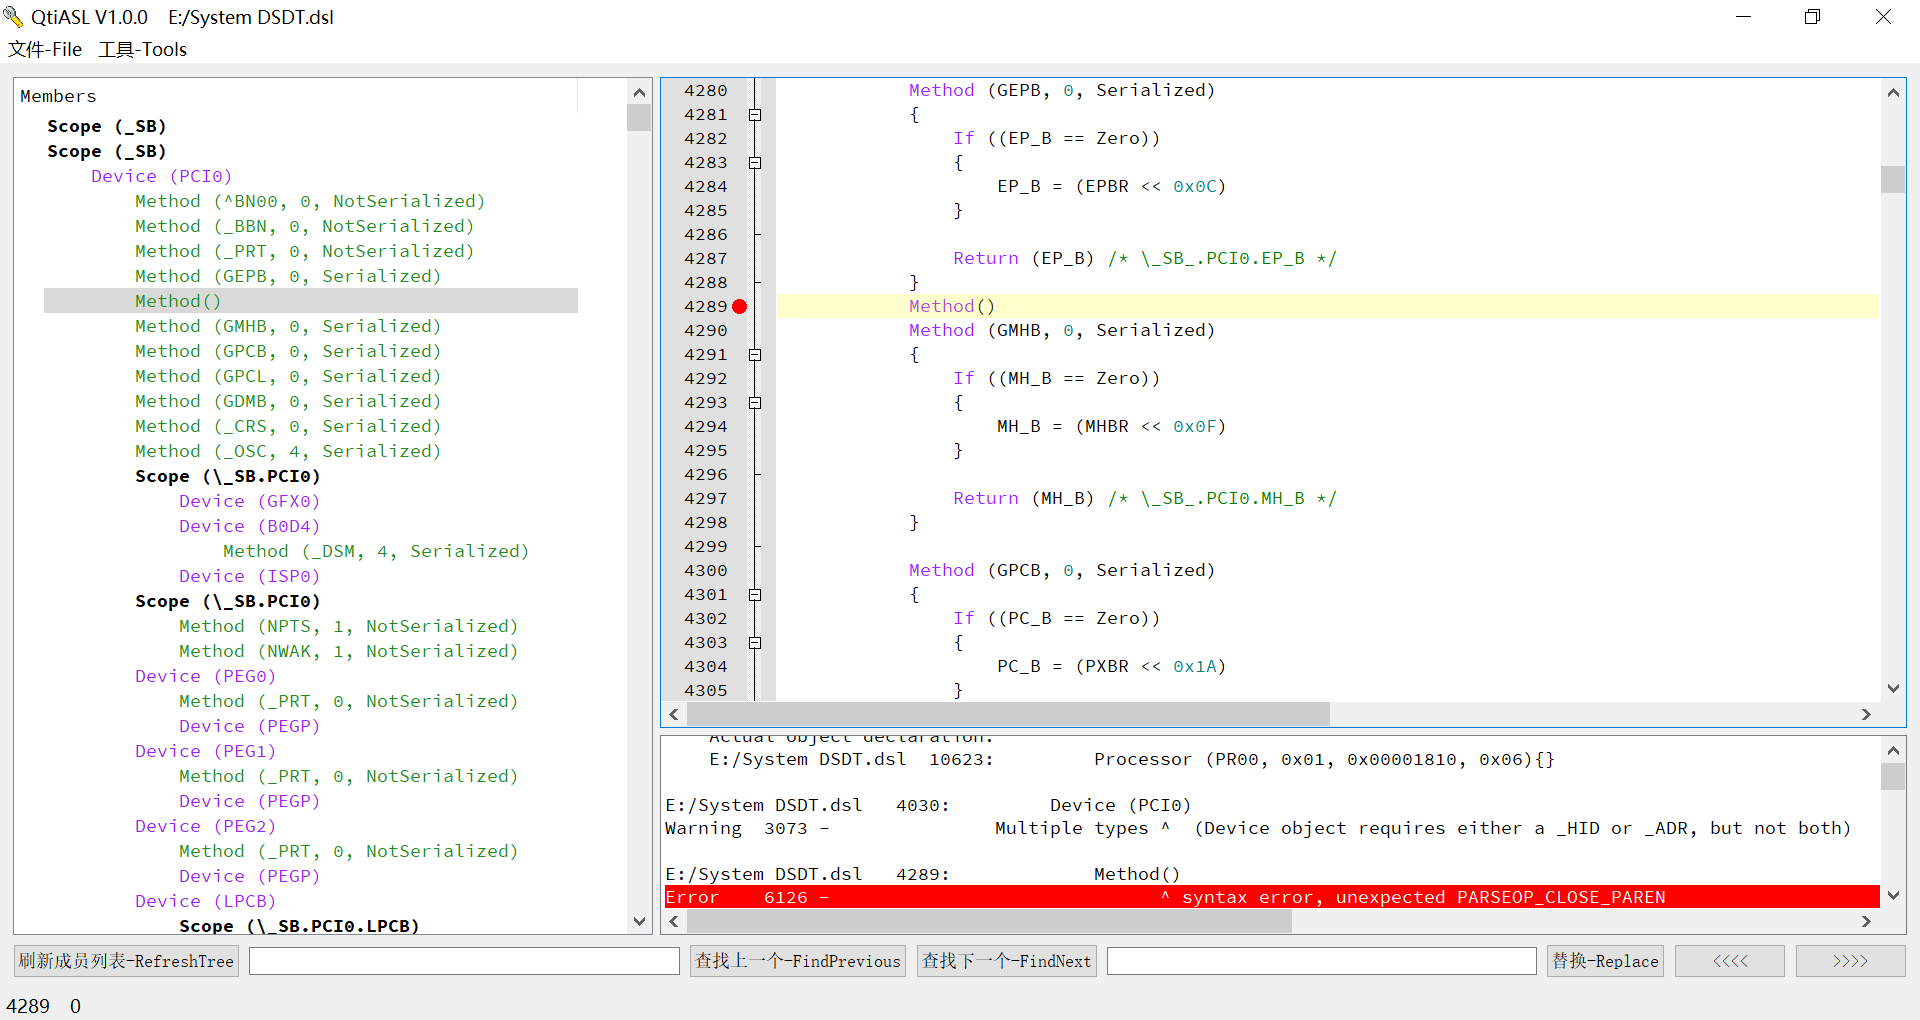 QtiASL V1.0.0    E:/System DSDT.dsl
文件-File   工具-Tools
Members
Scope (_SB)
Scope (_SB)
Device (PCI0)
Method (^BN00, 0, NotSerialized)
Method (_BBN, 0, NotSerialized)
Method (_PRT, 0, NotSerialized)
Method (GEPB, 0, Serialized)
Method()
Method (GMHB, 0, Serialized)
Method (GPCB, 0, Serialized)
Method (GPCL, 0, Serialized)
Method (GDMB, 0, Serialized)
Method (_CRS, 0, Serialized)
Method (_OSC, 4, Serialized)
Scope (\_SB.PCI0)
Device (GFX0)
Device (B0D4)
Method (_DSM, 4, Serialized)
Device (ISP0)
Scope (\_SB.PCI0)
Method (NPTS, 1, NotSerialized)
Method (NWAK, 1, NotSerialized)
Device (PEG0)
Method (_PRT, 0, NotSerialized)
Device (PEGP)
Device (PEG1)
Method (_PRT, 0, NotSerialized)
Device (PEGP)
Device (PEG2)
Method (_PRT, 0, NotSerialized)
Device (PEGP)
Device (LPCB)
Scope (\_SB.PCI0.LPCB)
4280 Method (GEPB, 0, Serialized)
4281 {
4282 If ((EP_B == Zero))
4283 {
4284 EP_B = (EPBR << 0x0C)
4285 }
4286
4287 Return (EP_B) /* \_SB_.PCI0.EP_B */
4288 }
4289 Method()
4290 Method (GMHB, 0, Serialized)
4291 {
4292 If ((MH_B == Zero))
4293 {
4294 MH_B = (MHBR << 0x0F)
4295 }
4296
4297 Return (MH_B) /* \_SB_.PCI0.MH_B */
4298 }
4299
4300 Method (GPCB, 0, Serialized)
4301 {
4302 If ((PC_B == Zero))
4303 {
4304 PC_B = (PXBR << 0x1A)
4305 }
Actual object declaration:
E:/System DSDT.dsl  10623:         Processor (PR00, 0x01, 0x00001810, 0x06){}
E:/System DSDT.dsl   4030:         Device (PCI0)
Warning  3073 -               Multiple types ^  (Device object requires either a _HID or _ADR, but not both)
E:/System DSDT.dsl   4289:             Method()
Error    6126 -                              ^ syntax error, unexpected PARSEOP_CLOSE_PAREN
刷新成员列表-RefreshTree 查找上一个-FindPrevious 查找下一个-FindNext 替换-Replace <<<< >>>>
4289    0